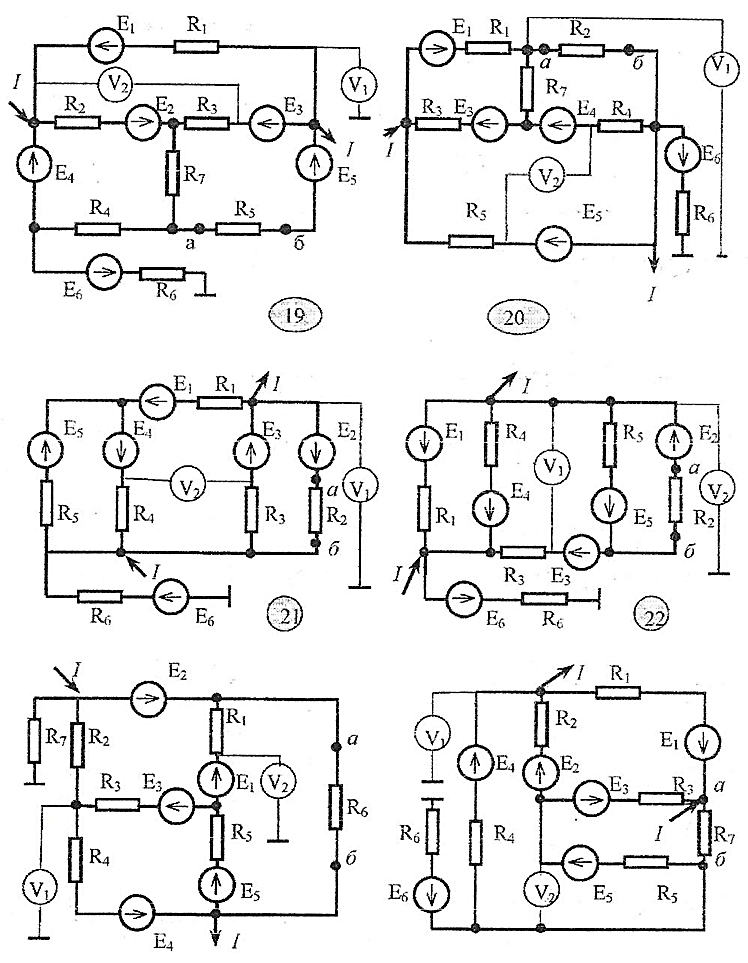 E1 R1
I V2 V1
R2 E2 R3 E3
I
E4 R7 E5
R4 R5
а б
E6 R6
19
E1 R1 R2
а б
V1
R7
R3 E3 E4 R1
I
V2 E6
R5 E5 R6
I
20
E1 R1 I
E5 E4 E3 E2
а
V2 V1
R5 R4 R3 R2
б
I
R6 E6
21
I
E1 R4 R5 E2
а
V1 V2
E4
R1 E5 R2
б
I R3 E3
E6 R6
22
I E2
R7 R2 R1 а
R3 E3 E1 V2
R6
R4 R5
V1 б
E5
E4 I
I R1
V1 R2 E1
E4 E2 E3 R3 а
I
R6 R4 R7
б
E6 V2 E5 R5